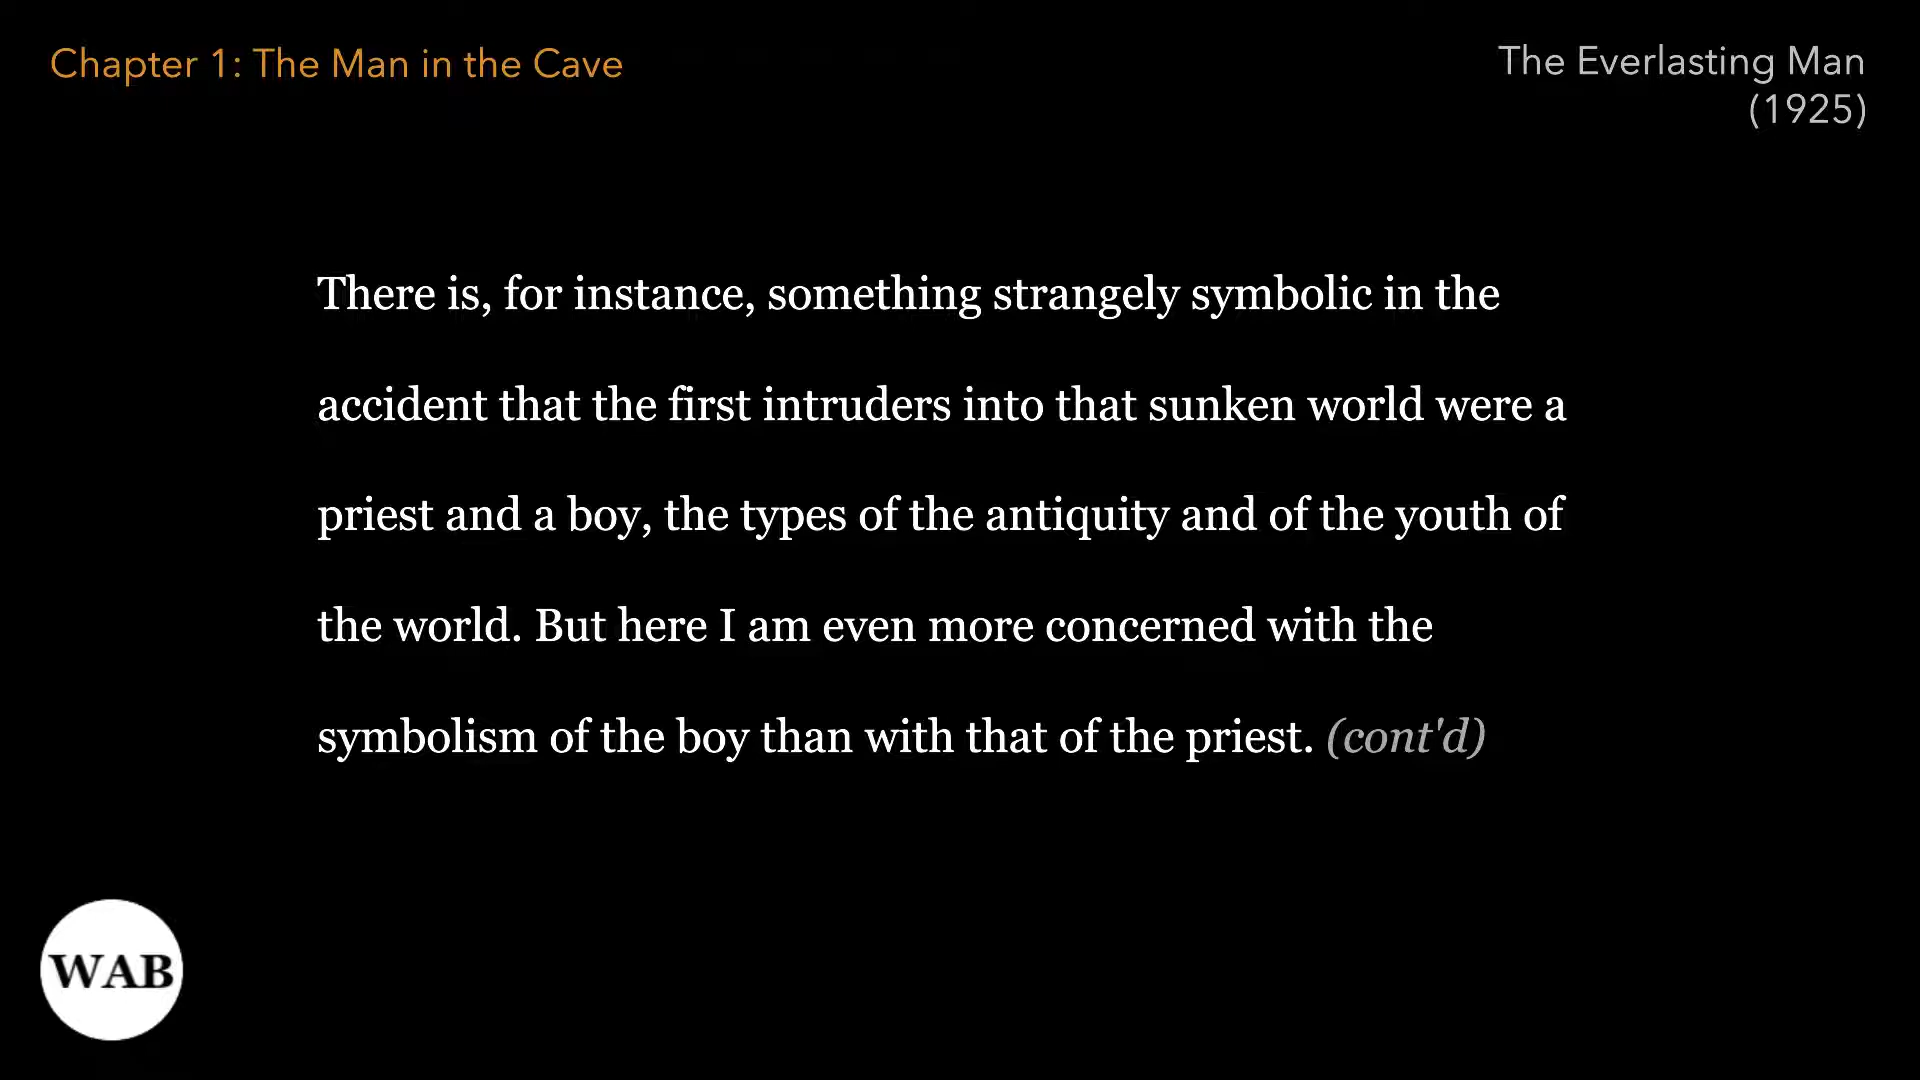 Chapter 1: The Man in the Cave
The Everlasting Man
(1925)
There is, for instance, something strangely symbolic in the
accident that the first intruders into that sunken world were a
priest and a boy, the types of the antiquity and of the youth of
the world. But here I am even more concerned with the
symbolism of the boy than with that of the priest. (cont'd)
WAB